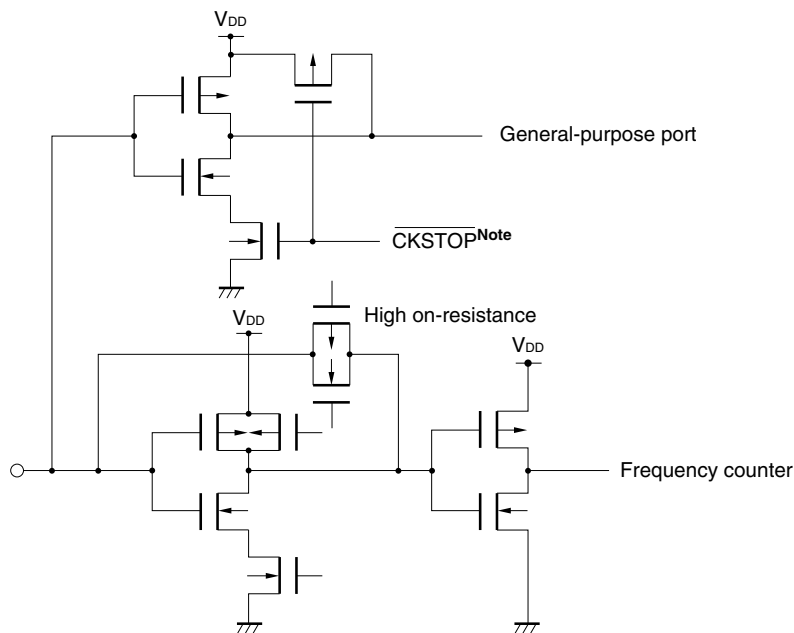 VDD
General-purpose port
CKSTOPNote
High on-resistance
VDD
VDD
Frequency counter